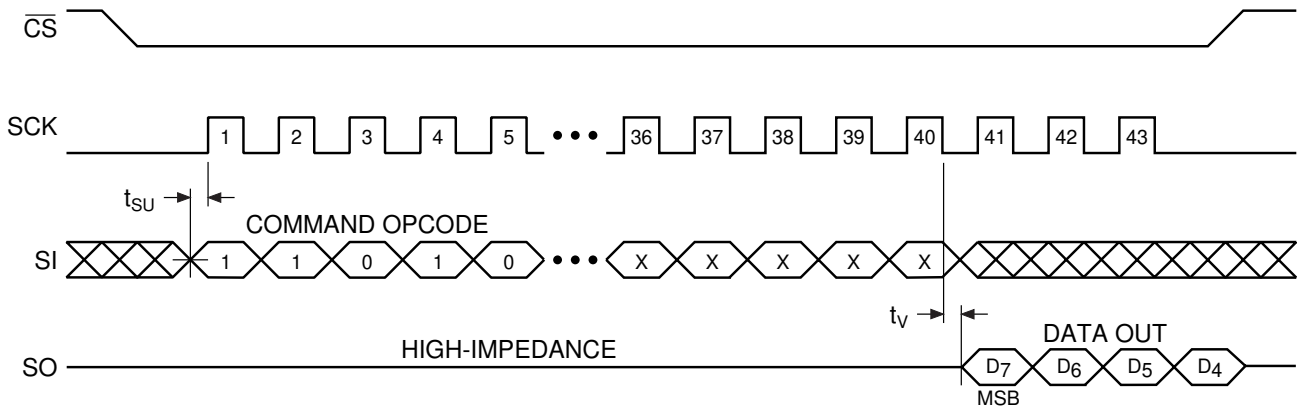 CS
SCK 1 2 3 4 5 ••• 36 37 38 39 40 41 42 43
tSU
COMMAND OPCODE
SI 1 1 0 1 0 ••• X X X X X
tV
HIGH-IMPEDANCE DATA OUT
SO D7 D6 D5 D4
MSB